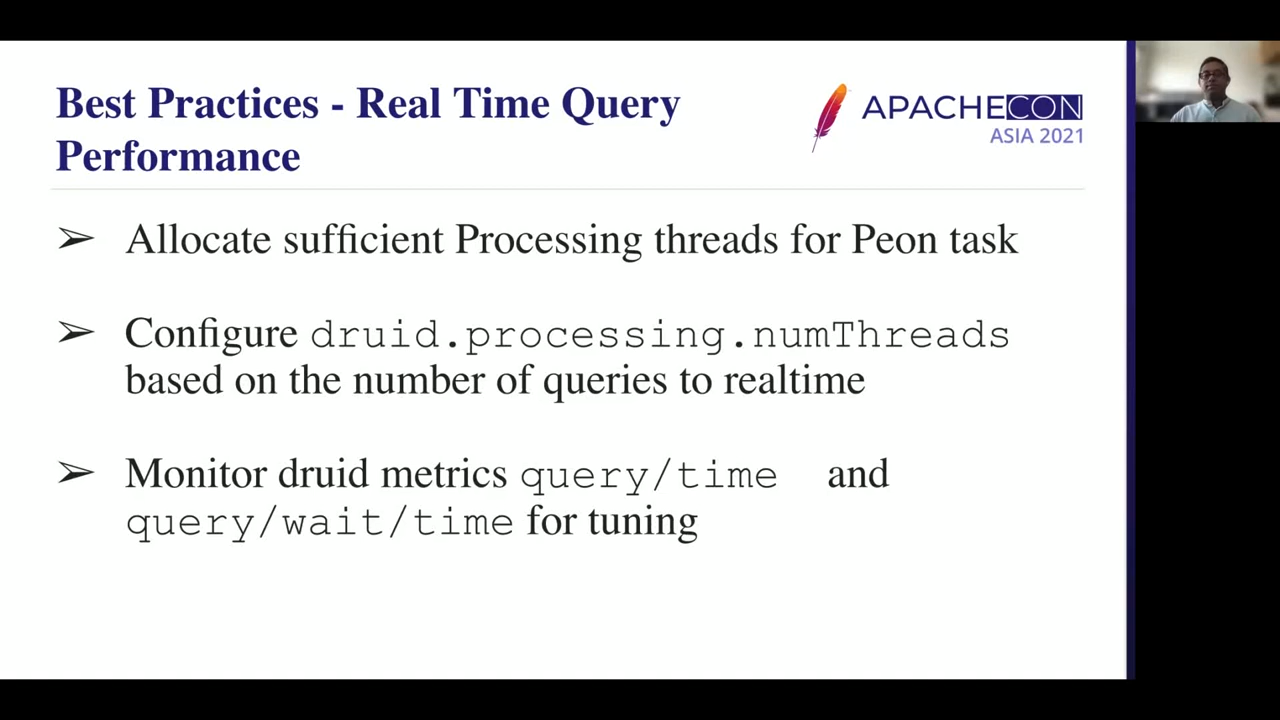 Best Practices - Real Time Query
Performance
APACHECON
ASIA 2021
➢ Allocate sufficient Processing threads for Peon task
➢ Configure druid.processing.numThreads
based on the number of queries to realtime
➢ Monitor druid metrics query/time and
query/wait/time for tuning